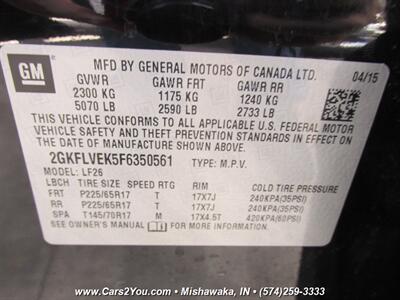 GM
MFD BY GENERAL MOTORS OF CANADA LTD. 04/15
GVWR GAWR FRT GAWR RR
2300 KG 1175 KG 1240 KG
5070 LB 2590 LB 2733 LB
THIS VEHICLE CONFORMS TO ALL APPLICABLE U.S.
FEDERAL MOTOR VEHICLE SAFETY, BUMPER, AND
THEFT PREVENTION STANDARDS IN EFFECT ON THE
DATE OF MANUFACTURE SHOWN ABOVE.
2GKFLVEK5F6350561 TYPE: M.P.V.
MODEL: LF26
LBCH TIRE SIZE SPEED RTG RIM COLD TIRE PRESSURE
FRT P225/65R17 T 17X7J 240KPA(35PSI)
RR P225/65R17 T 17X7J 240KPA(35PSI)
SPA T145/70R17 M 17X4.5T 420KPA(60PSI)
SEE OWNER'S MANUAL FOR ADDITIONAL INFORMATION.
www.Cars2You.com - Mishawaka, IN - (574)259-3333